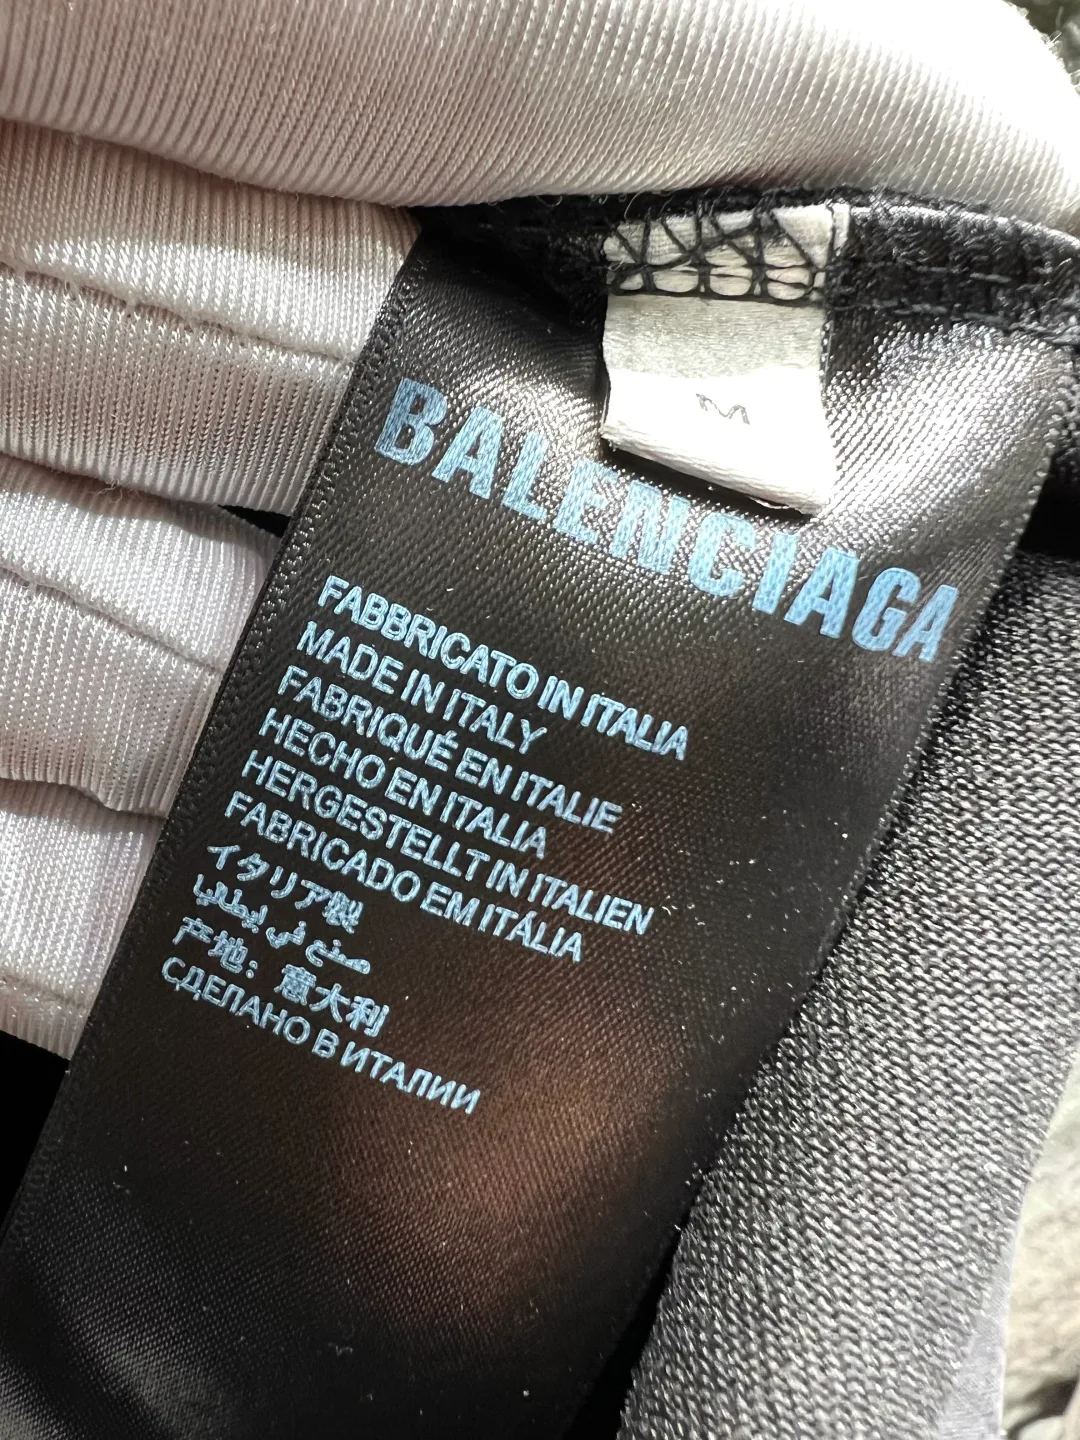 M
BALENCIAGA
FABBRICATO IN ITALIA
MADE IN ITALY
FABRIQUÉ EN ITALIE
HECHO EN ITALIA
HERGESTELLT IN ITALIEN
FABRICADO EM ITÁLIA
イタリア製
صنع في إيطاليا
产地：意大利
СДЕЛАНО В ИТАЛИИ